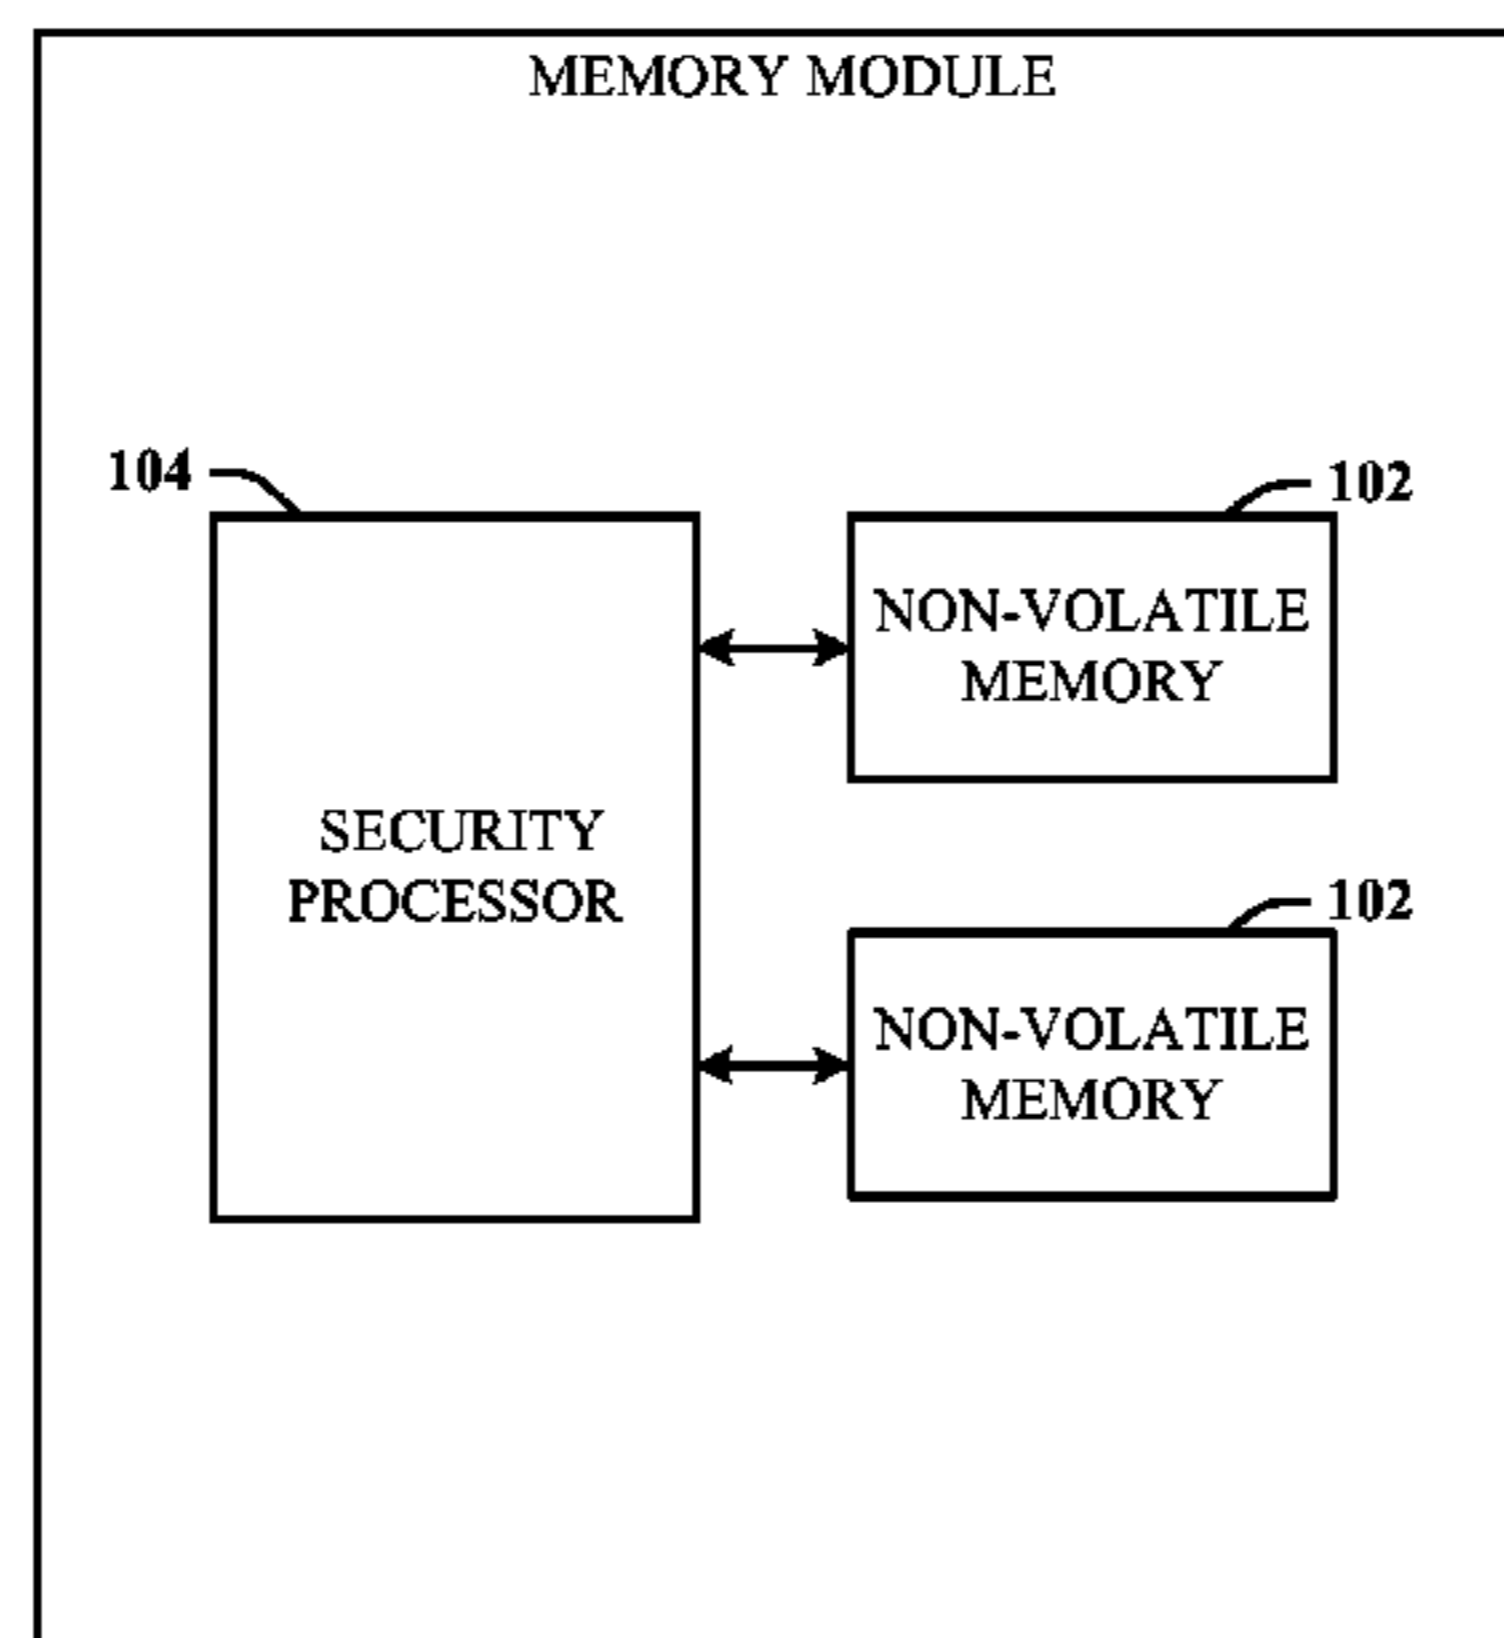 MEMORY MODULE
104
102
NON-VOLATILE
MEMORY
SECURITY
PROCESSOR
102
NON-VOLATILE
MEMORY